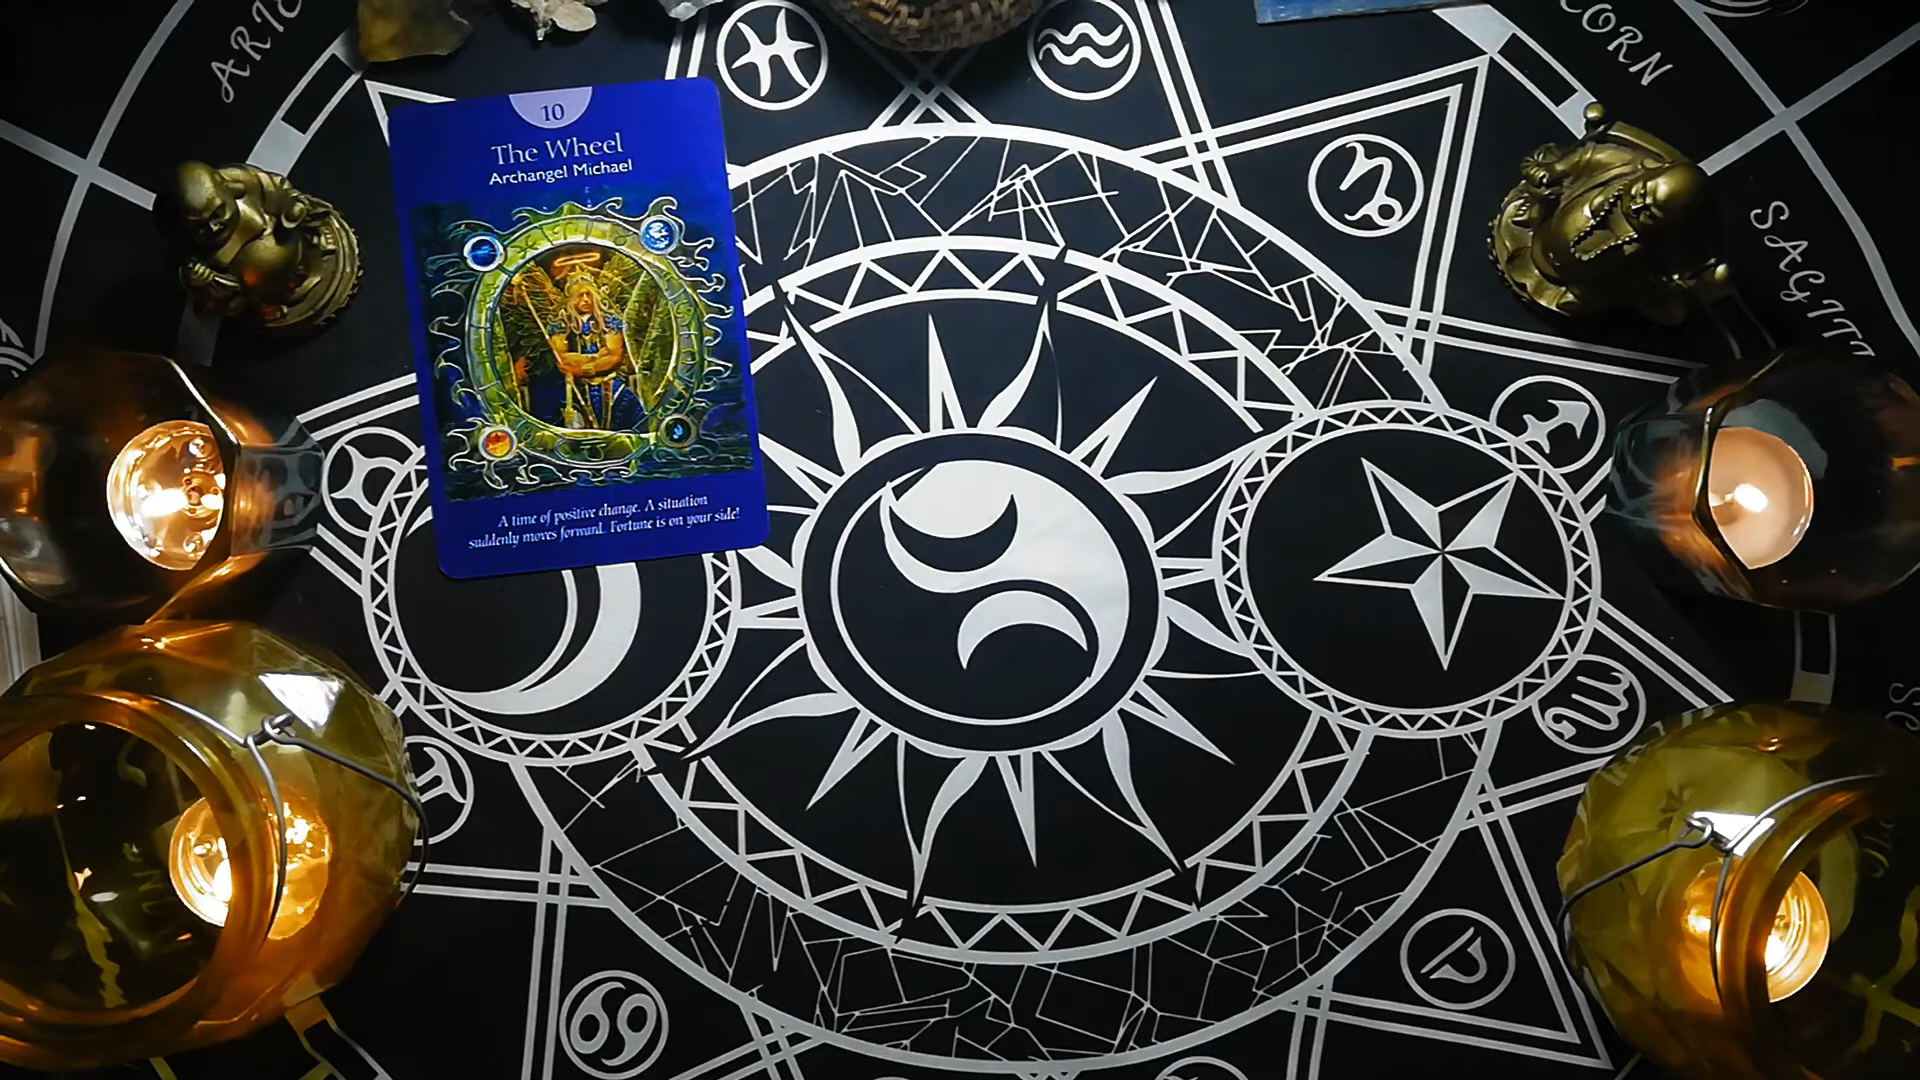 10
The Wheel
Archangel Michael
A time of positive change. A situation
suddenly moves forward. Fortune is on your side!
ARIE
CORN
SAGITT